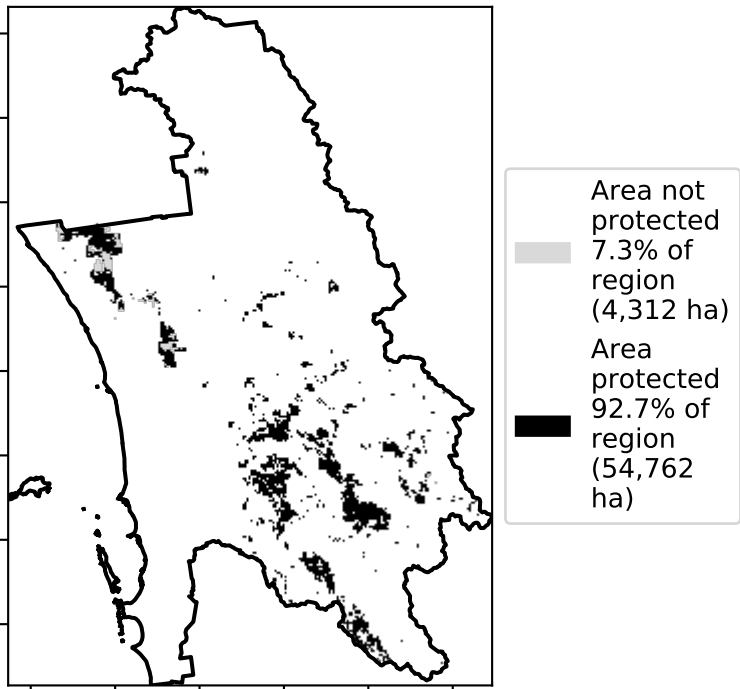 Area not
protected
7.3% of
region
(4,312 ha)
Area
protected
92.7% of
region
(54,762
ha)